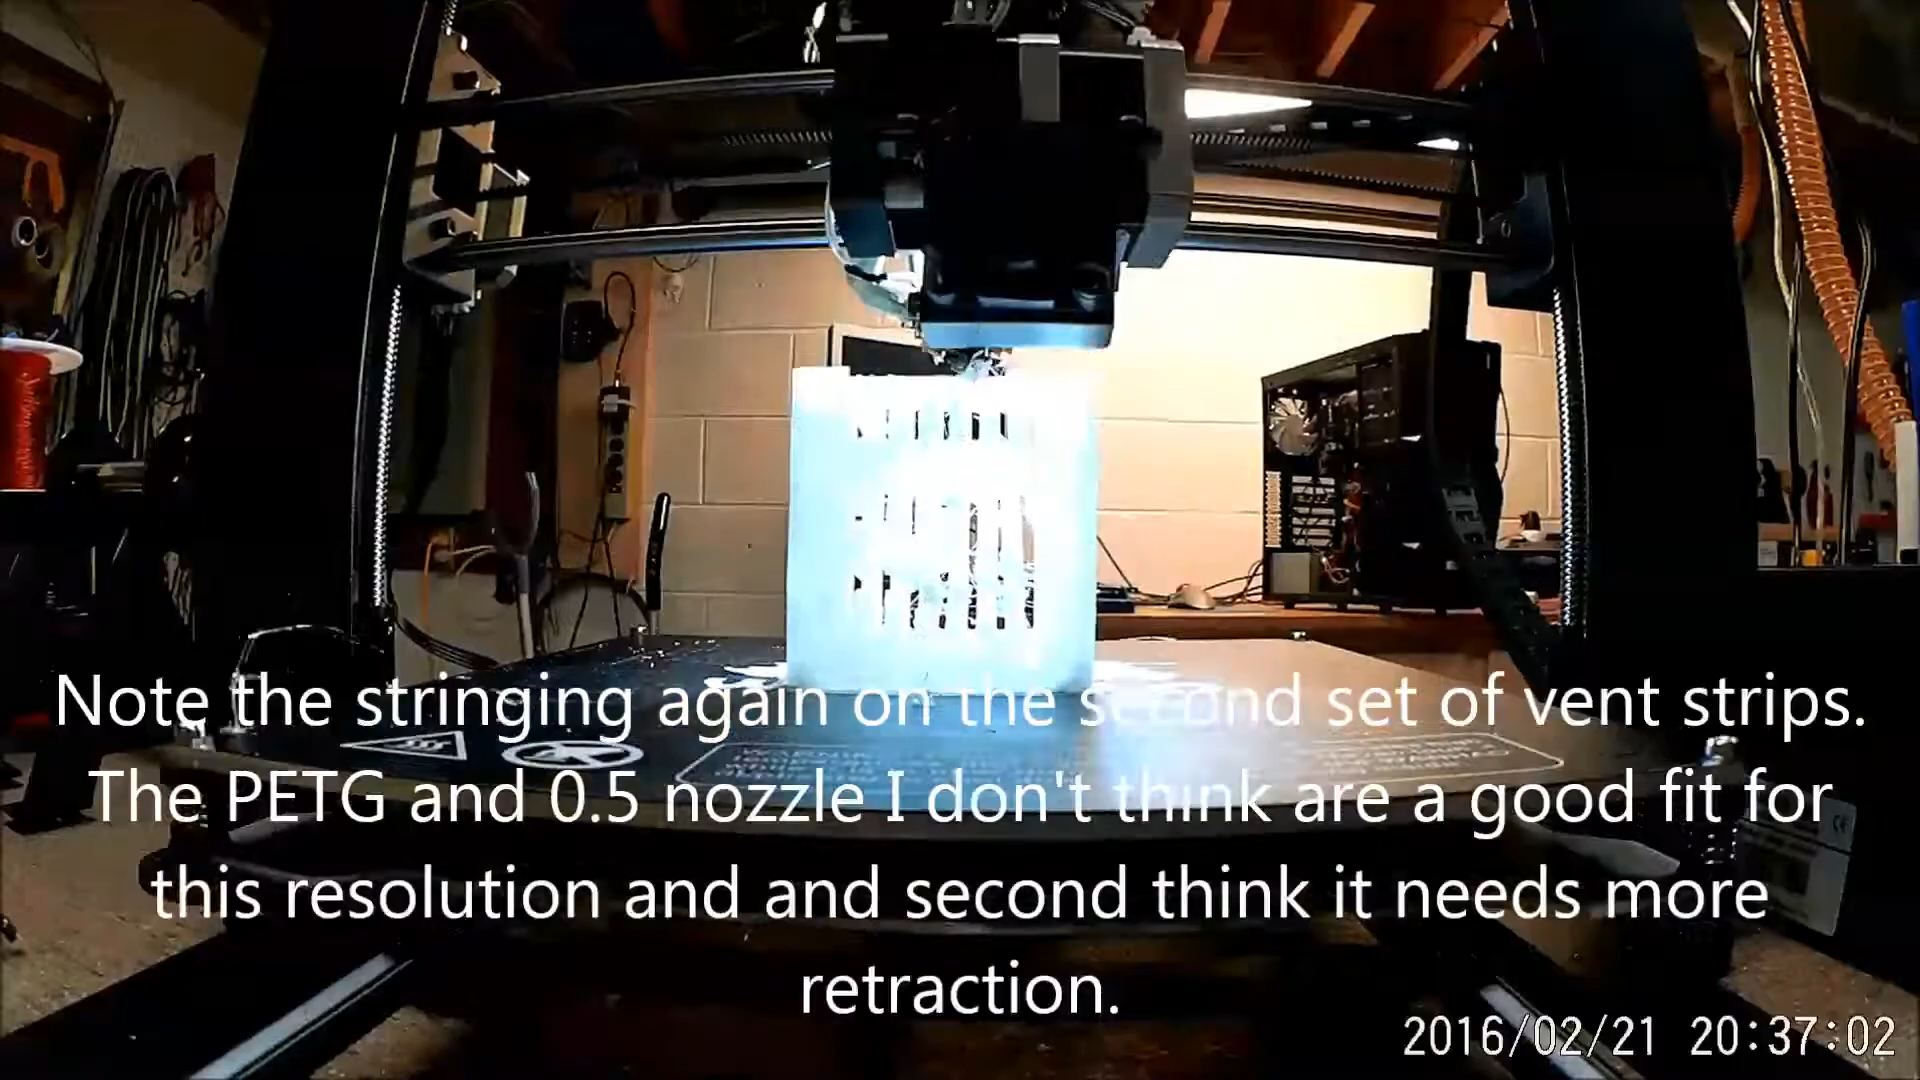 Note the stringing again on the second set of vent strips.
The PETG and 0.5 nozzle I don't think are a good fit for
this resolution and and second think it needs more
retraction.
2016/02/21 20:37:02